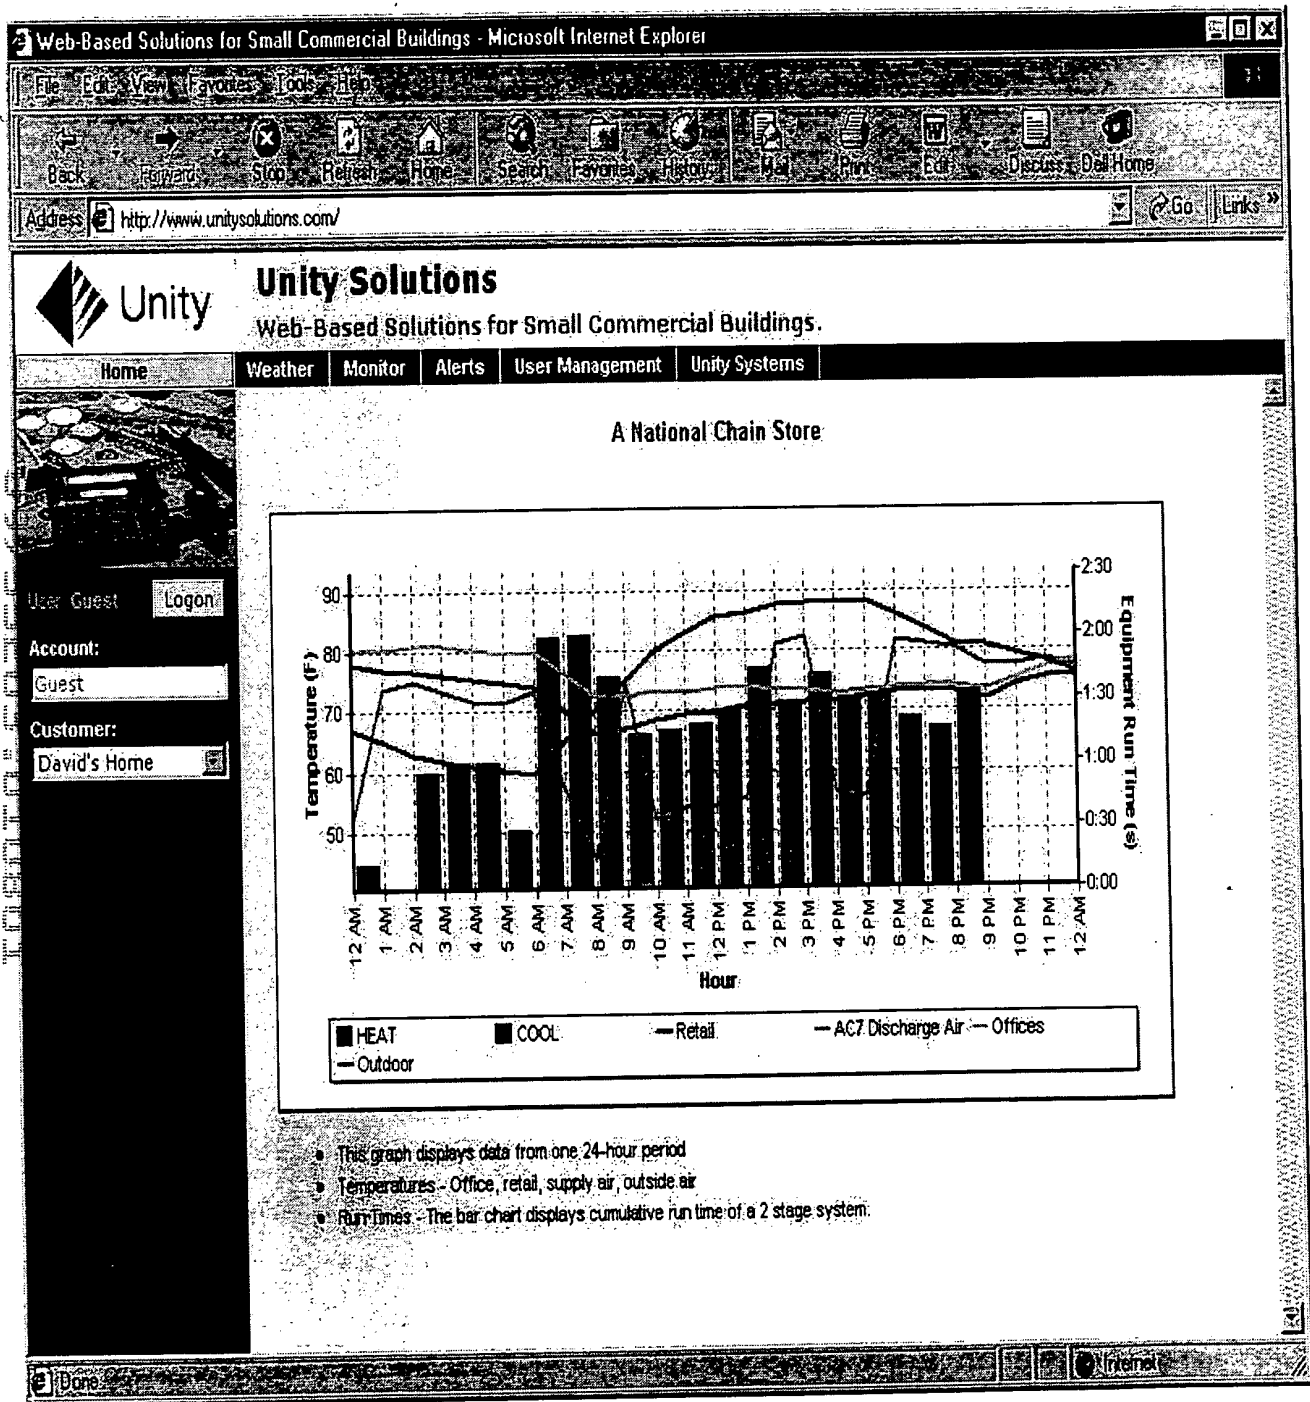 Web-Based Solutions for Small Commercial Buildings - Microsoft Internet Explorer
File Edit View Favorites Tools Help
Back Forward Stop Refresh Home Search Favorites History Mail Print Edit Discuss Dell Home
Address http://www.unitysolutions.com/ Go Links »
Unity
Unity Solutions
Web-Based Solutions for Small Commercial Buildings.
Home Weather Monitor Alerts User Management Unity Systems
User Guest Logon
Account:
Guest
Customer:
David's Home
A National Chain Store
Temperature (F)
90
80
70
60
50
2:30
2:00
1:30
1:00
0:30
0:00
Equipment Run Time (s)
12 AM 1 AM 2 AM 3 AM 4 AM 5 AM 6 AM 7 AM 8 AM 9 AM 10 AM 11 AM 12 PM 1 PM 2 PM 3 PM 4 PM 5 PM 6 PM 7 PM 8 PM 9 PM 10 PM 11 PM 12 AM
Hour
HEAT COOL Retail AC7 Discharge Air Offices
Outdoor
• This graph displays data from one 24-hour period
• Temperatures - Office, retail, supply air, outside air
• Run Times - The bar chart displays cumulative run time of a 2 stage system.
Done Internet